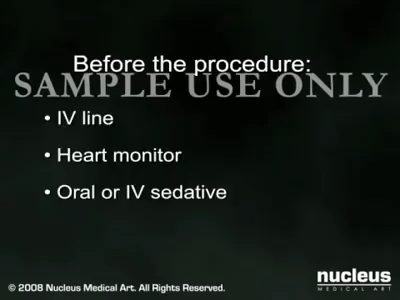 Before the procedure:
SAMPLE USE ONLY
• IV line
• Heart monitor
• Oral or IV sedative
nucleus
MEDICAL ART
© 2008 Nucleus Medical Art. All Rights Reserved.